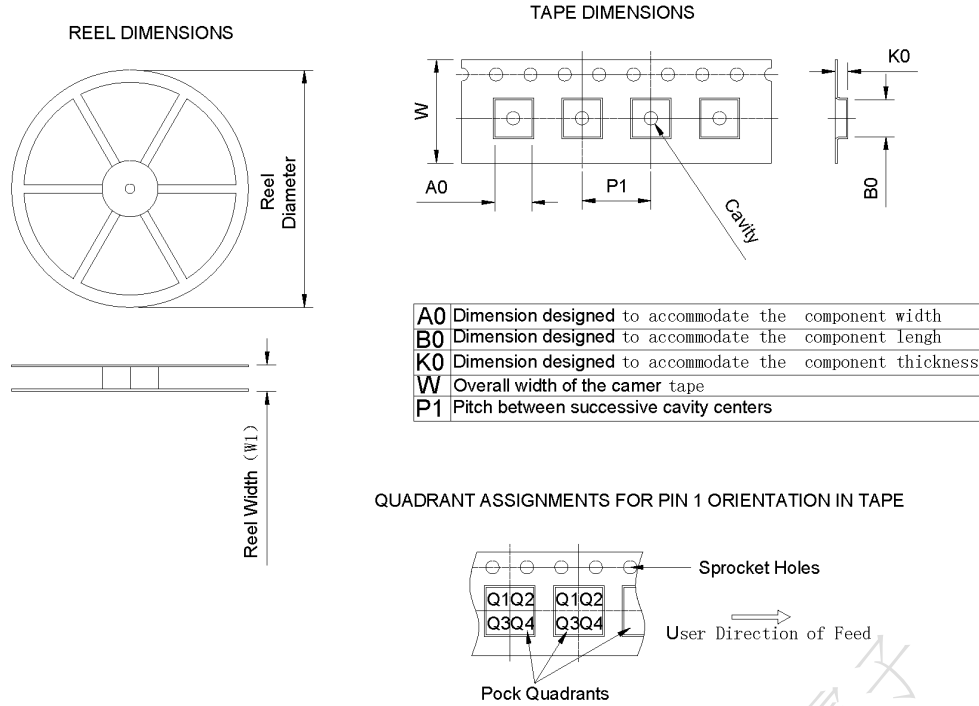 REEL DIMENSIONS
TAPE DIMENSIONS
Reel
Diameter
Reel Width (W1)
W
A0
P1
Cavity
K0
B0
A0 Dimension designed to accommodate the component width
B0 Dimension designed to accommodate the component lengh
K0 Dimension designed to accommodate the component thickness
W Overall width of the camer tape
P1 Pitch between successive cavity centers
QUADRANT ASSIGNMENTS FOR PIN 1 ORIENTATION IN TAPE
Sprocket Holes
Q1Q2 Q1Q2
Q3Q4 Q3Q4
User Direction of Feed
Pock Quadrants